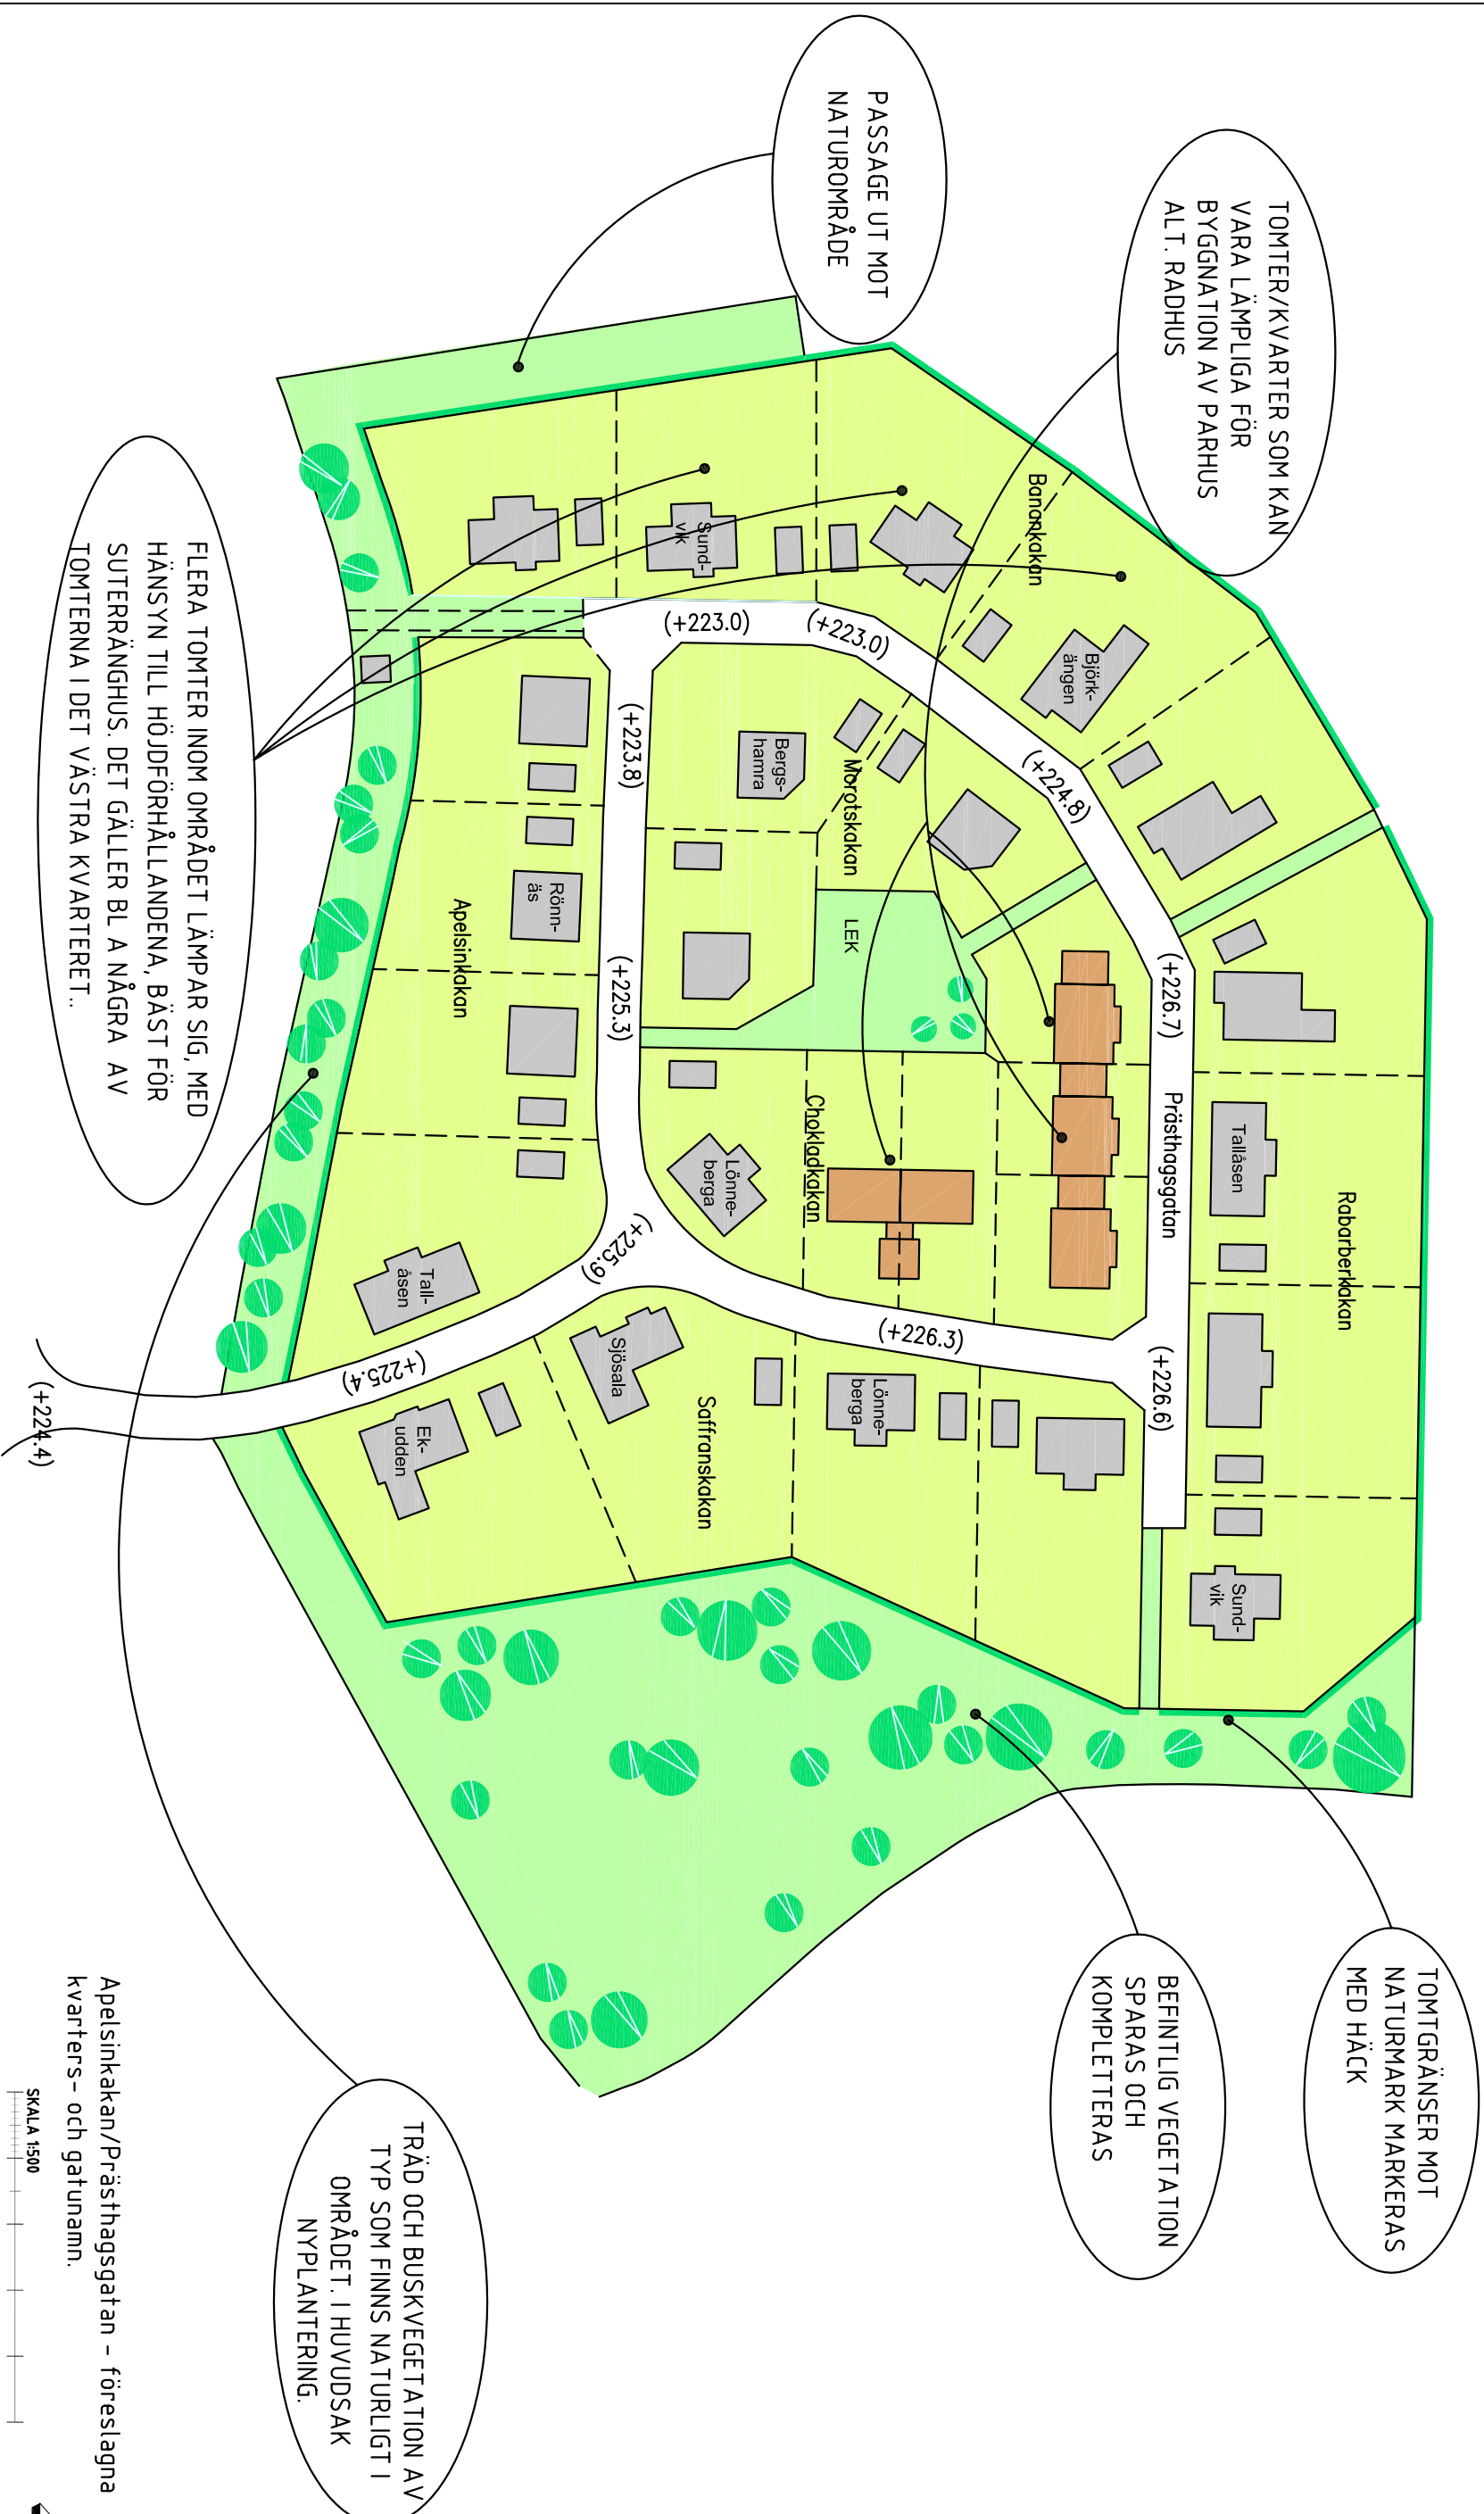 TOMTER/KVARTER SOM KAN
VARA LÄMPLIGA FÖR
BYGGNATION AV PARHUS
ALT. RADHUS
PASSAGE UT MOT
NATUROMRÅDE
FLERA TOMTER INOM OMRÅDET LÄMPAR SIG, MED
HÄNSYN TILL HÖJDFÖRHÅLLANDENA, BÄST FÖR
SUTERRÄNGHUS. DET GÄLLER BL A NÅGRA AV
TOMTERNA I DET VÄSTRA KVARTERET..
TOMTGRÄNSER MOT
NATURMARK MARKERAS
MED HÄCK
BEFINTLIG VEGETATION
SPARAS OCH
KOMPLETTERAS
TRÄD OCH BUSKVEGETATION AV
TYP SOM FINNS NATURLIGT I
OMRÅDET. I HUVUDSAK
NYPLANTERING.
Banankakan
Björk-
ängen
Sund-
vik
(+223.0)
(+223.0)
(+223.8)
(+224.8)
Bergs-
hamra
Morotskakan
LEK
Apelsinkakan
Rönn-
äs
(+225.3)
(+226.7)
Prästhagsgatan
Rabarberkakan
Tallåsen
Chokladkakan
Lönne-
berga
(+225.9)
(+226.3)
(+226.6)
Tall-
åsen
(+225.4)
(+224.4)
Sjösala
Ek-
udden
Saffranskakan
Lönne-
berga
Sund-
vik
Apelsinkakan/Prästhagsgatan - föreslagna
kvarters- och gatunamn.
SKALA 1:500